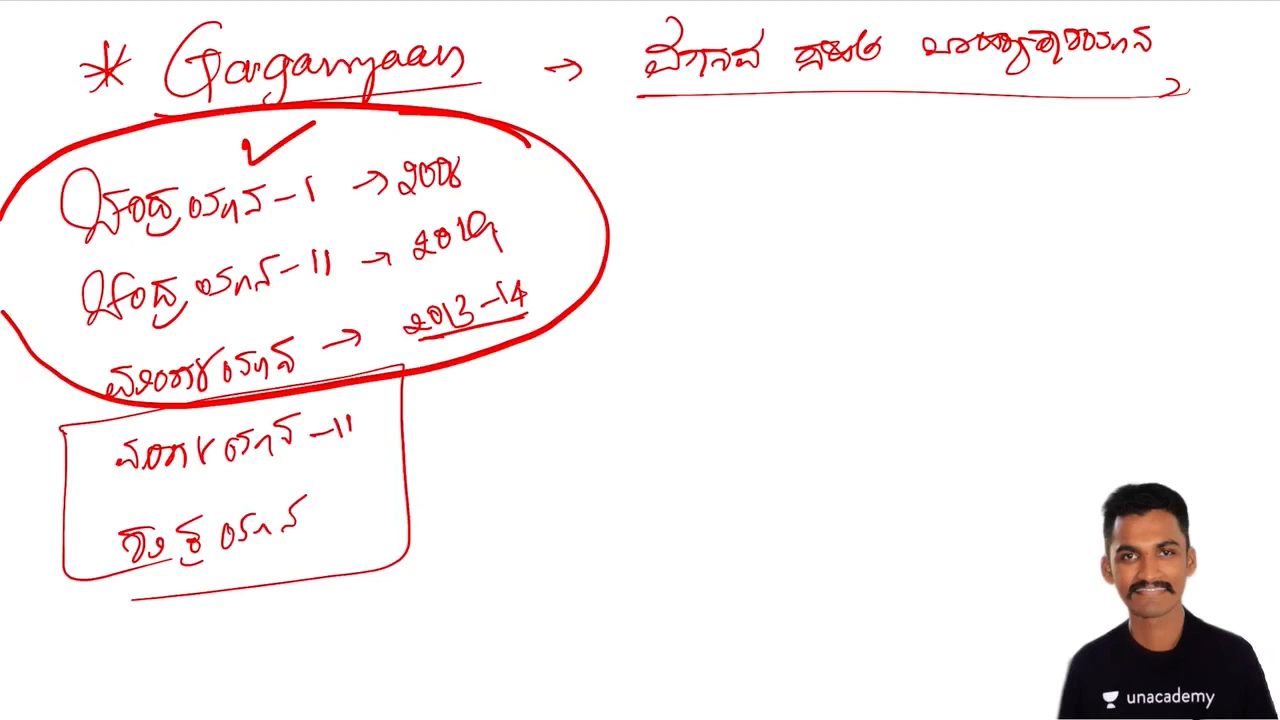 * Gaganyaan → ಮಾನವ ಸಹಿತ ಬಾಹ್ಯಾಕಾಶಯಾನ
ಚಂದ್ರಯಾನ-I → 2008
ಚಂದ್ರಯಾನ-II → 2019
ಮಂಗಳಯಾನ → 2013-14
ಮಂಗಳಯಾನ-II
ಶುಕ್ರಯಾನ
unacademy